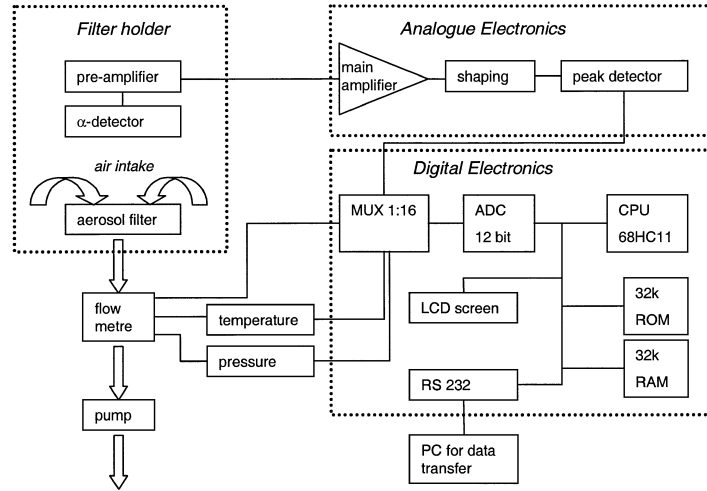 Filter holder
pre-amplifier
α-detector
air intake
aerosol filter
flow
metre
pump
temperature
pressure
Analogue Electronics
main
amplifier
shaping
peak detector
Digital Electronics
MUX 1:16
ADC
12 bit
CPU
68HC11
LCD screen
32k
ROM
32k
RAM
RS 232
PC for data
transfer